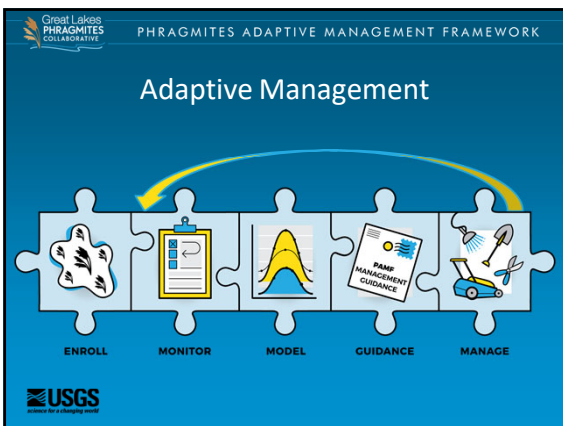 Great Lakes
PHRAGMITES
COLLABORATIVE
PHRAGMITES ADAPTIVE MANAGEMENT FRAMEWORK
Adaptive Management
PAMF
MANAGEMENT
GUIDANCE
ENROLL
MONITOR
MODEL
GUIDANCE
MANAGE
USGS
science for a changing world